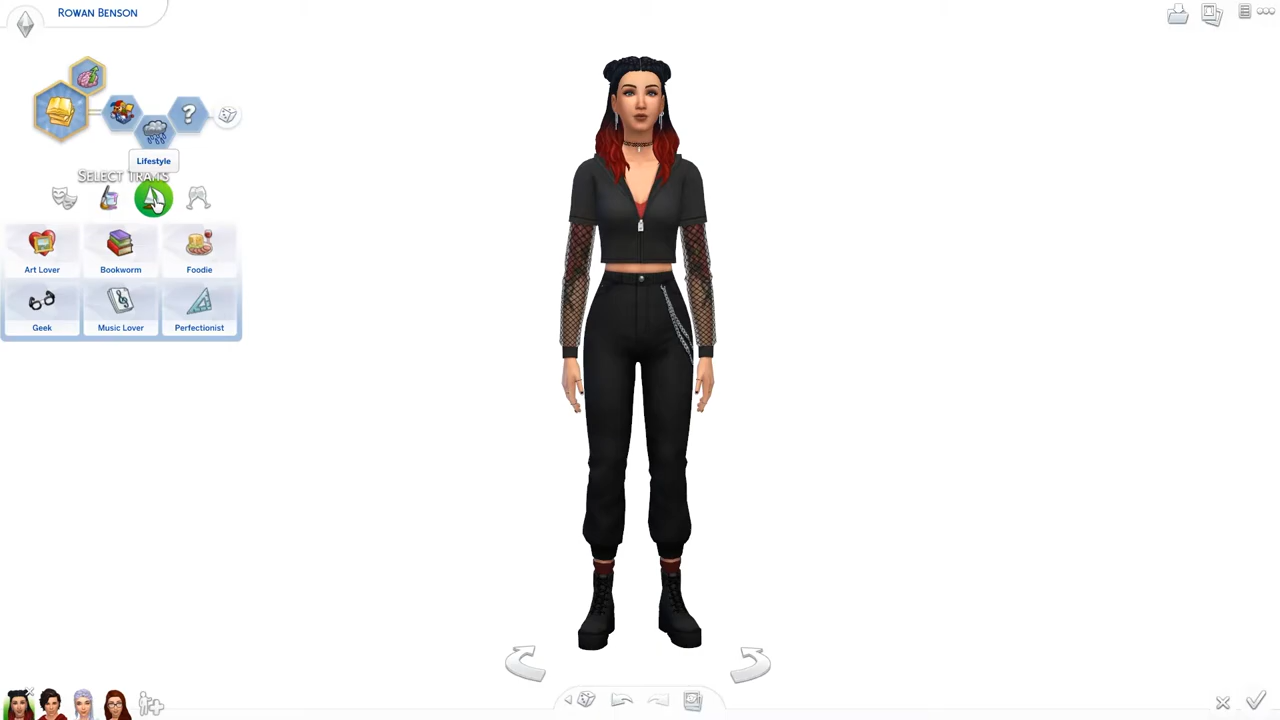 ROWAN BENSON
?
Lifestyle
SELECT TRAITS
Art Lover
Bookworm
Foodie
Geek
Music Lover
Perfectionist